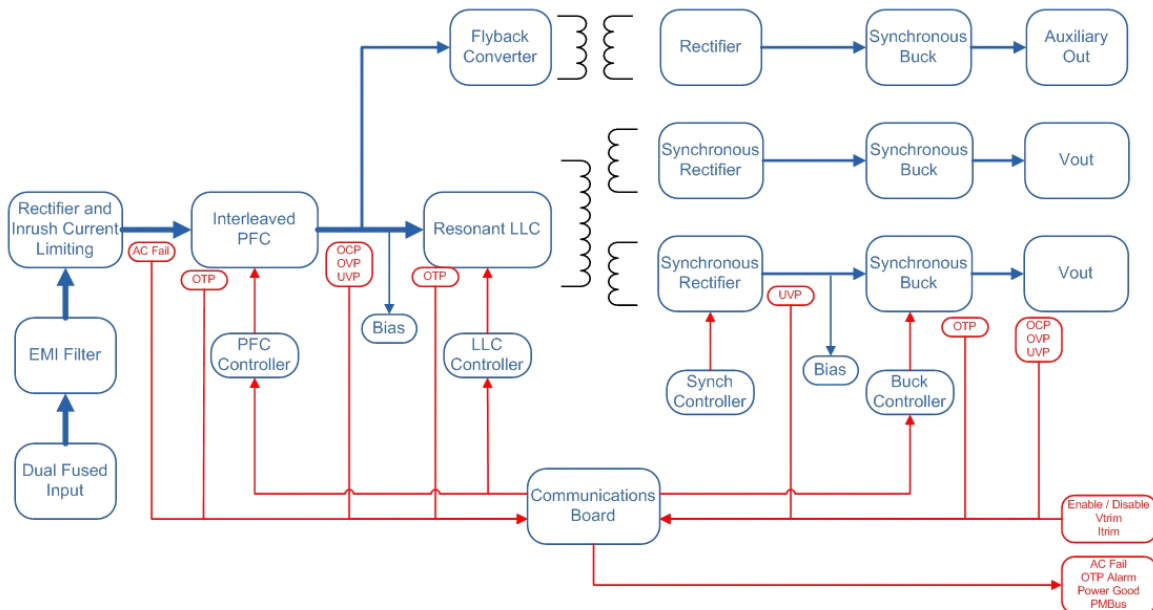 Flyback
Converter
Rectifier
Synchronous
Buck
Auxiliary
Out
Synchronous
Rectifier
Synchronous
Buck
Vout
Rectifier and
Inrush Current
Limiting
Interleaved
PFC
Resonant LLC
Synchronous
Rectifier
Synchronous
Buck
Vout
AC Fail
OTP
OCP
OVP
UVP
OTP
UVP
OTP
OCP
OVP
UVP
EMI Filter
PFC
Controller
Bias
LLC
Controller
Synch
Controller
Bias
Buck
Controller
Dual Fused
Input
Communications
Board
Enable / Disable
Vtrim
Itrim
AC Fail
OTP Alarm
Power Good
PMBus